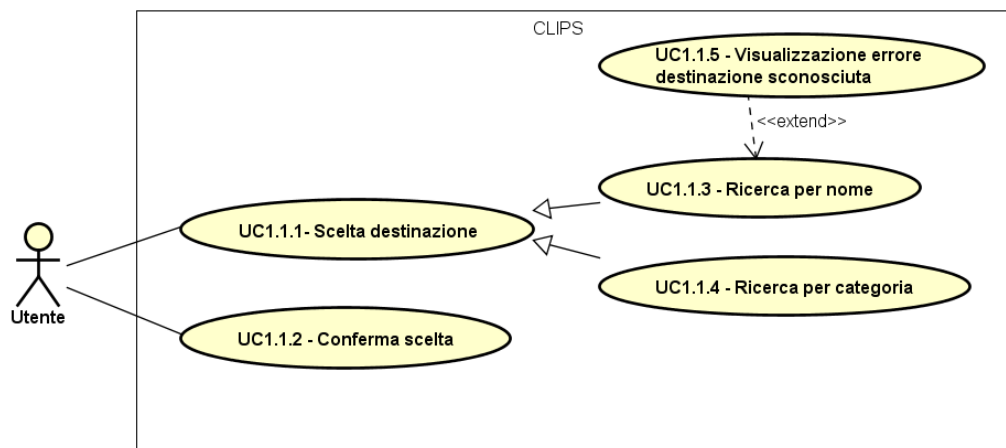 CLIPS
UC1.1.5 - Visualizzazione errore
destinazione sconosciuta
<<extend>>
UC1.1.3 - Ricerca per nome
UC1.1.1- Scelta destinazione
UC1.1.4 - Ricerca per categoria
Utente
UC1.1.2 - Conferma scelta